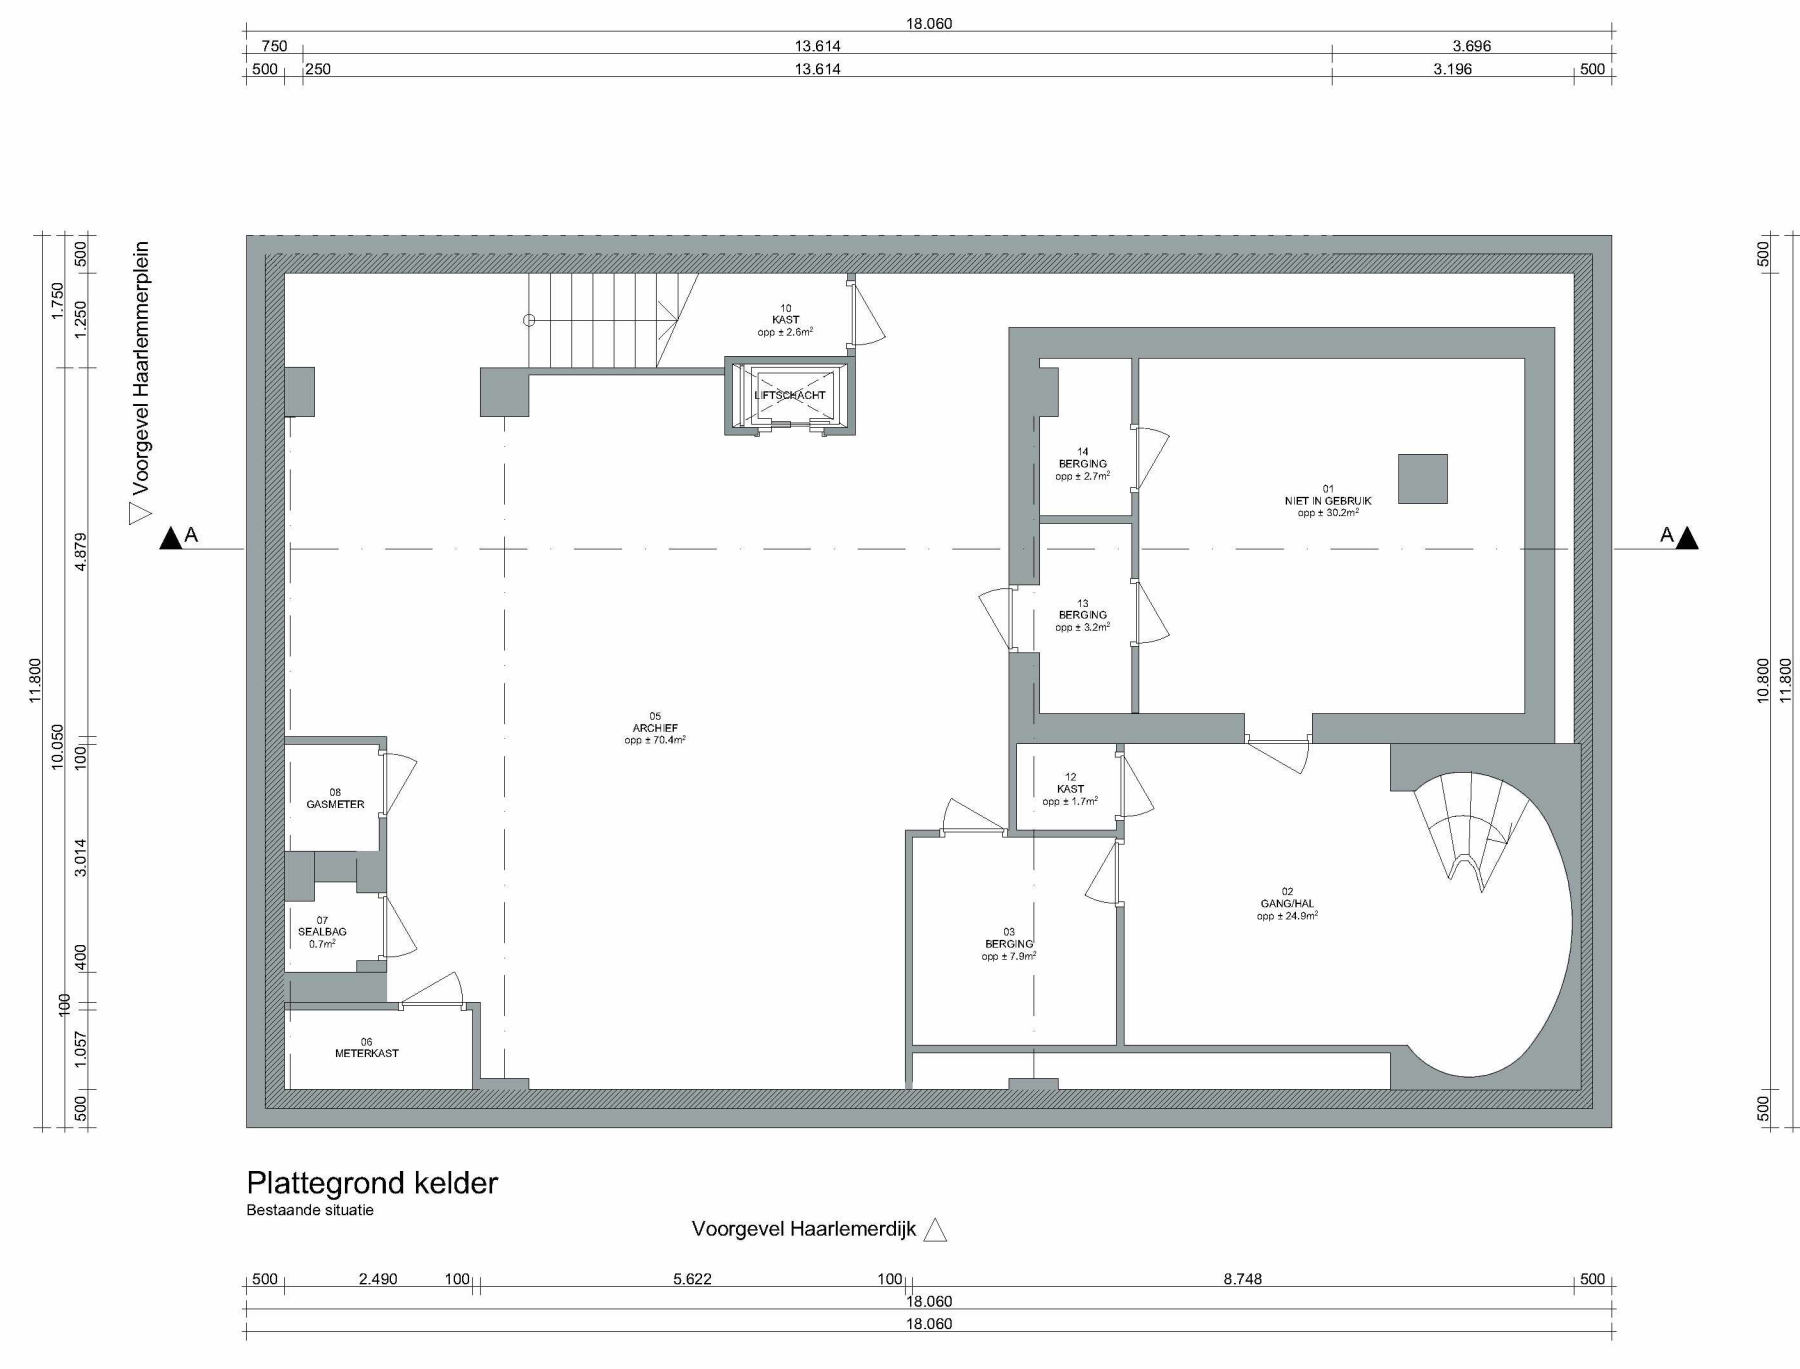 18.060
750 13.614 3.696
500 250 13.614 3.196 500
500
1.750
1.250
Voorgevel Haarlemmmerplein
A
4.879
11.800
10.050
100
3.014
400
100
1.057
500
10
KAST
opp ± 2.6m²
LIFTSCHACHT
14
BERGING
opp ± 2.7m²
01
NIET IN GEBRUIK
opp ± 30.2m²
13
BERGING
opp ± 3.2m²
05
ARCHIEF
opp ± 70.4m²
08
GASMETER
12
KAST
opp ± 1.7m²
02
GANG/HAL
opp ± 24.9m²
07
SEALBAG
0.7m²
03
BERGING
opp ± 7.9m²
06
METERKAST
A
500
10.800
11.800
500
Plattegrond kelder
Bestaande situatie
Voorgevel Haarlemerdijk
500 2.490 100 5.622 100 8.748 500
18.060
18.060